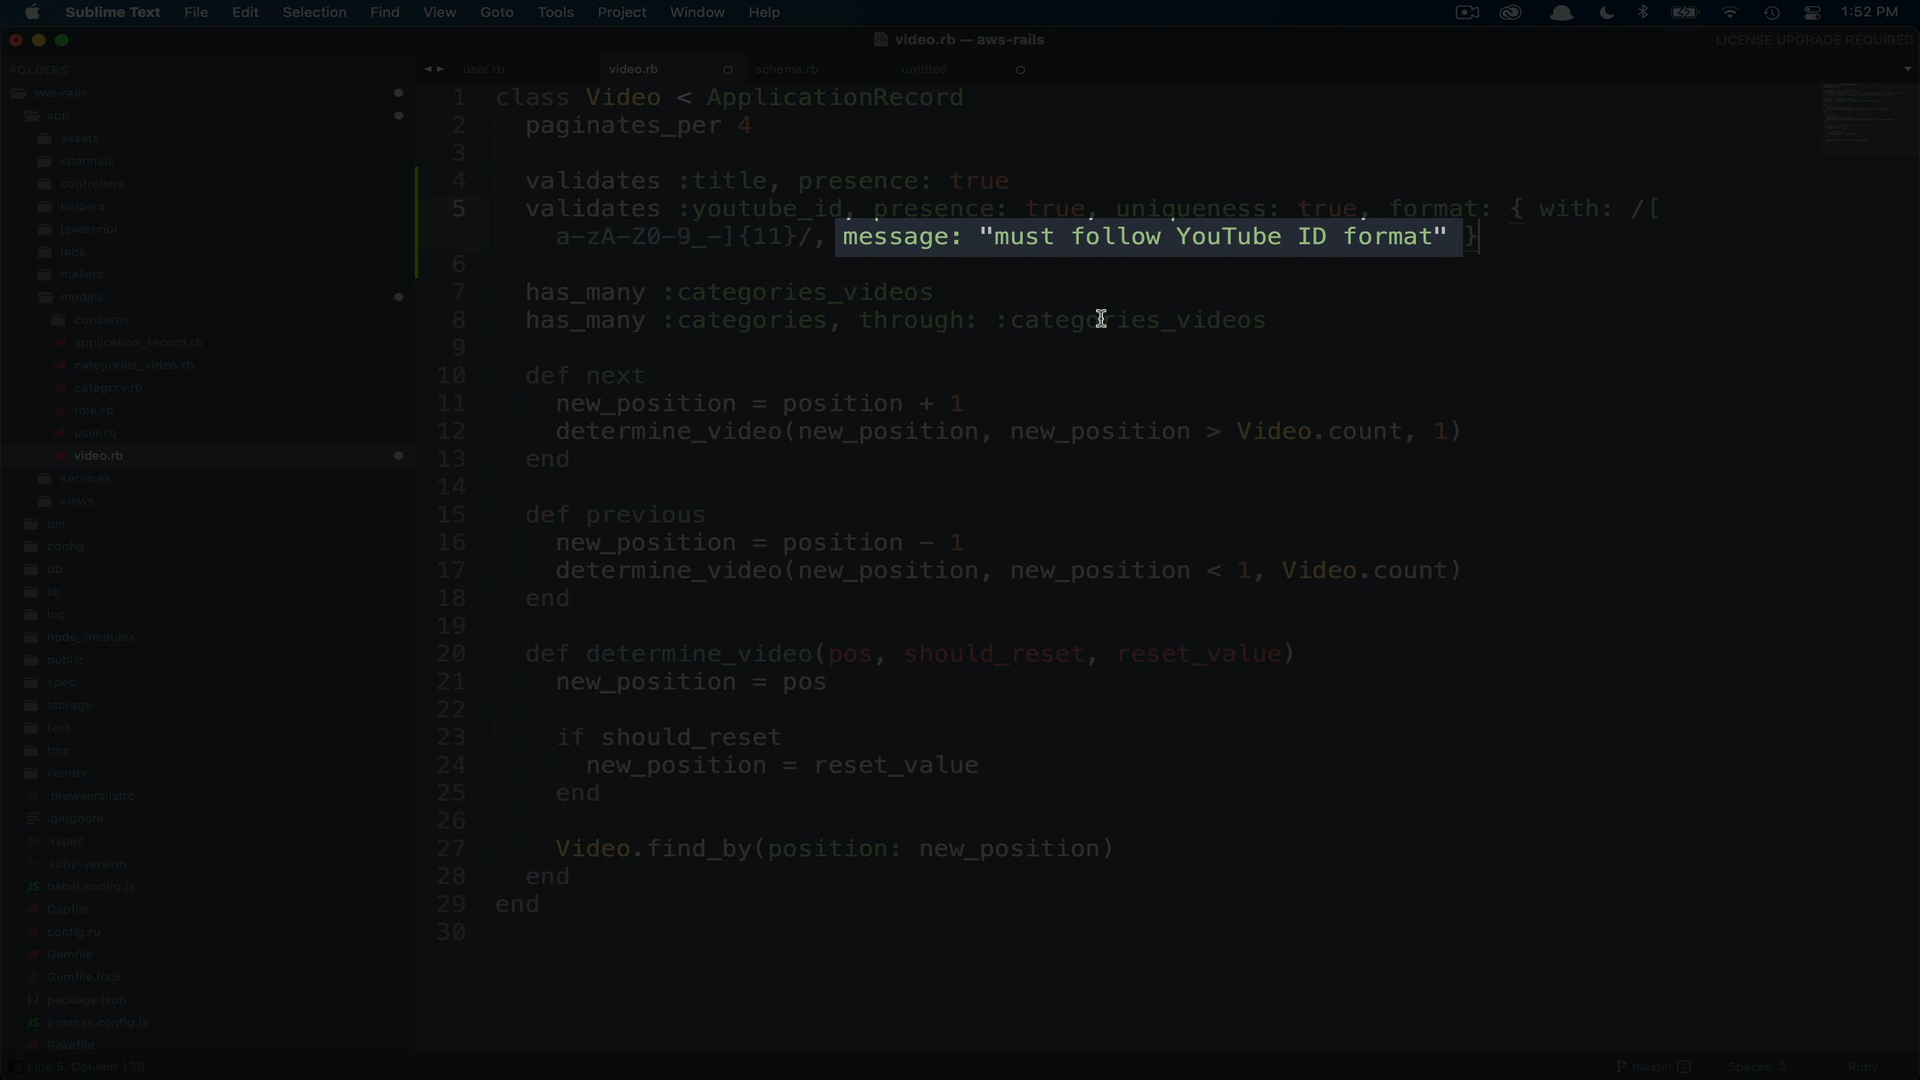 Sublime Text File Edit Selection Find View Goto Tools Project Window Help 1:52 PM
video.rb — aws-rails
LICENSE UPGRADE REQUIRED
FOLDERS
aws-rails
app
assets
channels
controllers
helpers
javascript
jobs
mailers
models
concerns
application_record.rb
categories_video.rb
category.rb
role.rb
user.rb
video.rb
services
views
bin
config
db
lib
log
node_modules
public
spec
storage
test
tmp
vendor
.browserslistrc
.gitignore
.rspec
.ruby-version
JS babel.config.js
Capfile
config.ru
Gemfile
Gemfile.lock
[] package.json
JS postcss.config.js
Rakefile
user.rb video.rb schema.rb untitled
1 class Video < ApplicationRecord
2 paginates_per 4
3
4 validates :title, presence: true
5 validates :youtube_id, presence: true, uniqueness: true, format: { with: /[
a-zA-Z0-9_-]{11}/, message: "must follow YouTube ID format" }
6
7 has_many :categories_videos
8 has_many :categories, through: :categories_videos
9
10 def next
11 new_position = position + 1
12 determine_video(new_position, new_position > Video.count, 1)
13 end
14
15 def previous
16 new_position = position - 1
17 determine_video(new_position, new_position < 1, Video.count)
18 end
19
20 def determine_video(pos, should_reset, reset_value)
21 new_position = pos
22
23 if should_reset
24 new_position = reset_value
25 end
26
27 Video.find_by(position: new_position)
28 end
29 end
30
Line 5, Column 139
master 1 Spaces: 2 Ruby